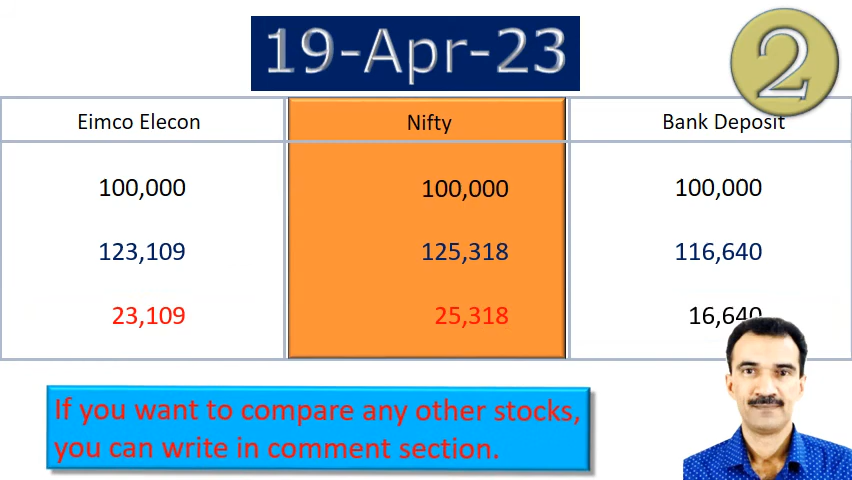 19-Apr-23
2
Eimco Elecon Nifty Bank Deposit
100,000 100,000 100,000
123,109 125,318 116,640
23,109 25,318 16,640
If you want to compare any other stocks,
you can write in comment section.